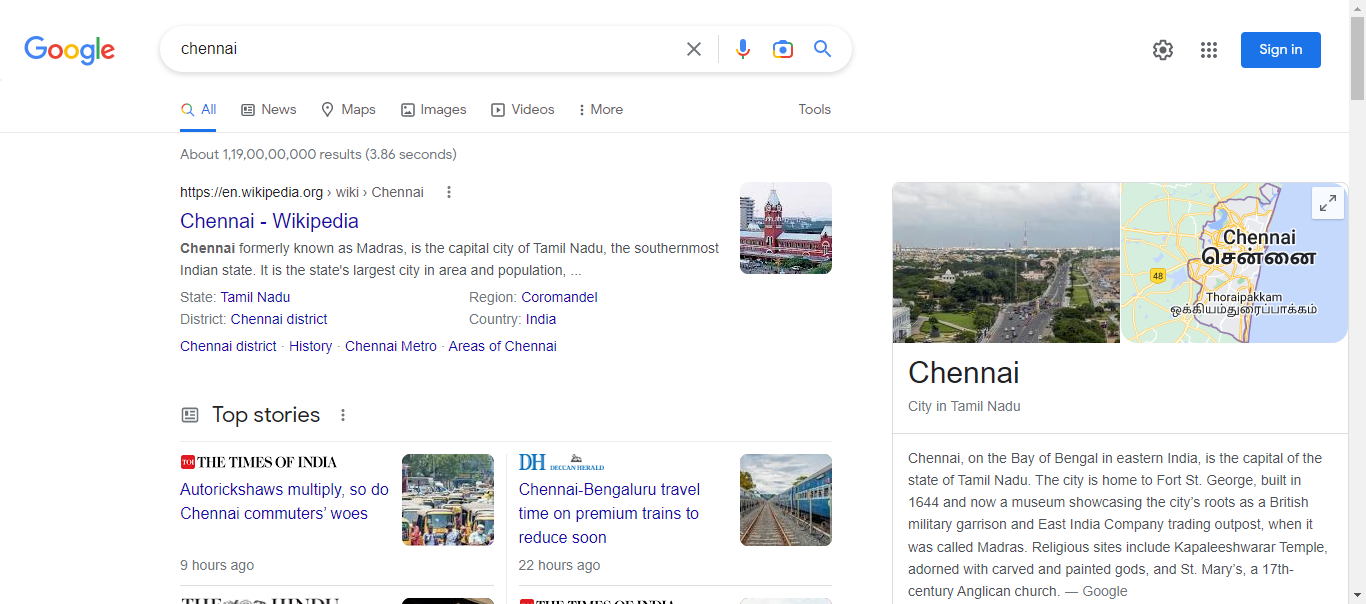 Google
chennai
Sign in
All
News
Maps
Images
Videos
More
Tools
About 1,19,00,00,000 results (3.86 seconds)
https://en.wikipedia.org › wiki › Chennai
Chennai - Wikipedia
Chennai formerly known as Madras, is the capital city of Tamil Nadu, the southernmost
Indian state. It is the state's largest city in area and population, ...
State: Tamil Nadu
Region: Coromandel
District: Chennai district
Country: India
Chennai district · History · Chennai Metro · Areas of Chennai
Top stories
TOI THE TIMES OF INDIA
Autorickshaws multiply, so do
Chennai commuters' woes
9 hours ago
DH DECCAN HERALD
Chennai-Bengaluru travel
time on premium trains to
reduce soon
22 hours ago
THE HINDU
THE TIMES OF INDIA
Chennai
சென்னை
48
Thoraipakkam
ஒக்கியம்துரைப்பாக்கம்
Chennai
City in Tamil Nadu
Chennai, on the Bay of Bengal in eastern India, is the capital of the
state of Tamil Nadu. The city is home to Fort St. George, built in
1644 and now a museum showcasing the city's roots as a British
military garrison and East India Company trading outpost, when it
was called Madras. Religious sites include Kapaleeshwarar Temple,
adorned with carved and painted gods, and St. Mary's, a 17th-
century Anglican church. — Google